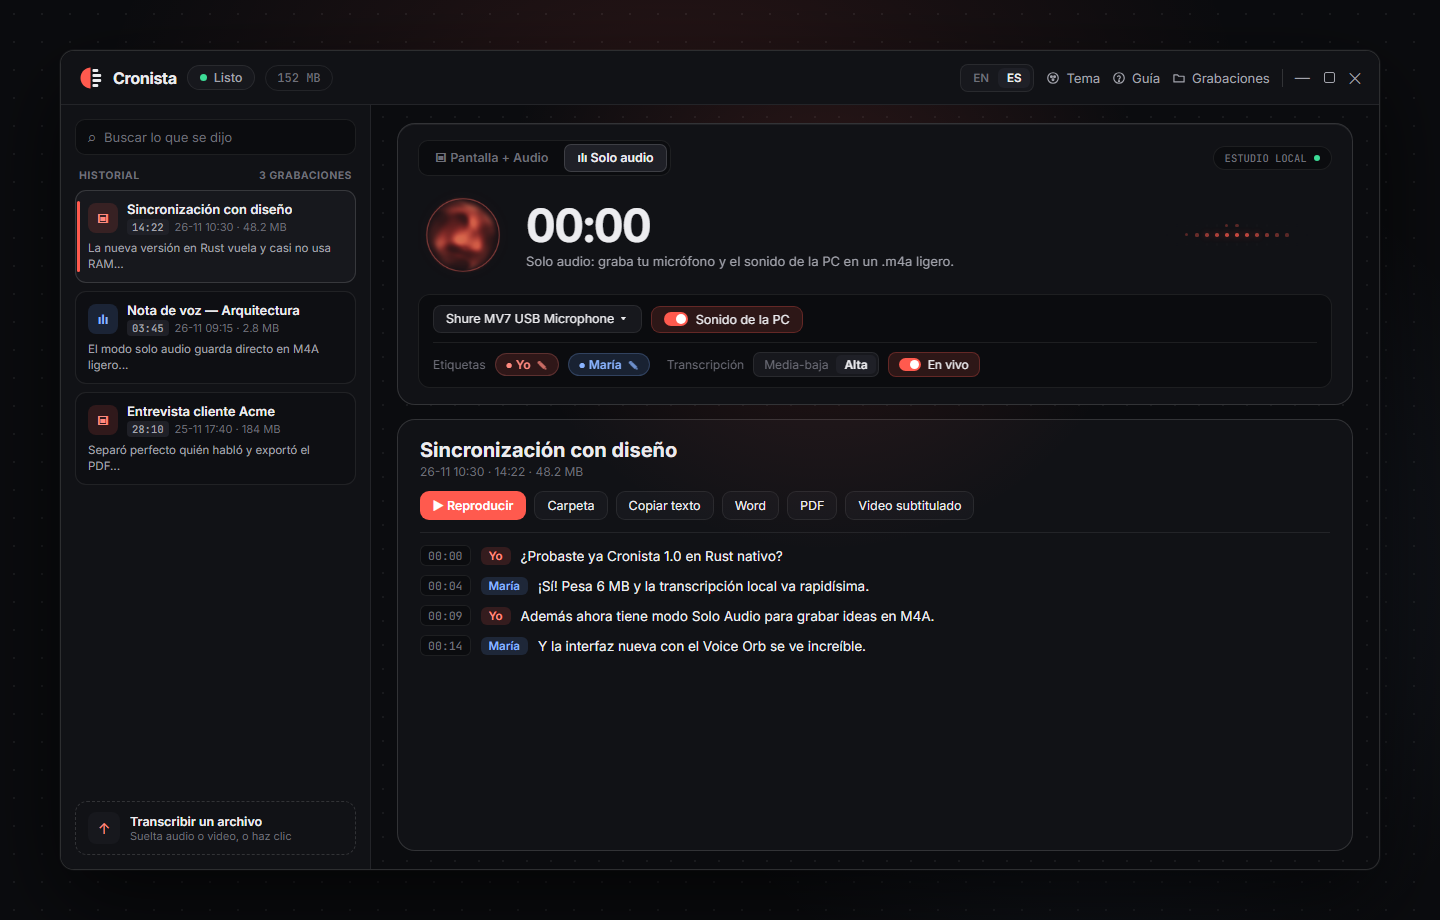 Cronista
Listo
152 MB
EN ES
Tema
Guía
Grabaciones
Buscar lo que se dijo
HISTORIAL
3 GRABACIONES
Sincronización con diseño
14:22 26-11 10:30 · 48.2 MB
La nueva versión en Rust vuela y casi no usa
RAM...
Nota de voz — Arquitectura
03:45 26-11 09:15 · 2.8 MB
El modo solo audio guarda directo en M4A
ligero...
Entrevista cliente Acme
28:10 25-11 17:40 · 184 MB
Separó perfecto quién habló y exportó el
PDF...
Transcribir un archivo
Suelta audio o video, o haz clic
Pantalla + Audio
Solo audio
ESTUDIO LOCAL
00:00
Solo audio: graba tu micrófono y el sonido de la PC en un .m4a ligero.
Shure MV7 USB Microphone
Sonido de la PC
Etiquetas
Yo
María
Transcripción
Media-baja
Alta
En vivo
Sincronización con diseño
26-11 10:30 · 14:22 · 48.2 MB
Reproducir
Carpeta
Copiar texto
Word
PDF
Video subtitulado
00:00 Yo ¿Probaste ya Cronista 1.0 en Rust nativo?
00:04 María ¡Sí! Pesa 6 MB y la transcripción local va rapidísima.
00:09 Yo Además ahora tiene modo Solo Audio para grabar ideas en M4A.
00:14 María Y la interfaz nueva con el Voice Orb se ve increíble.